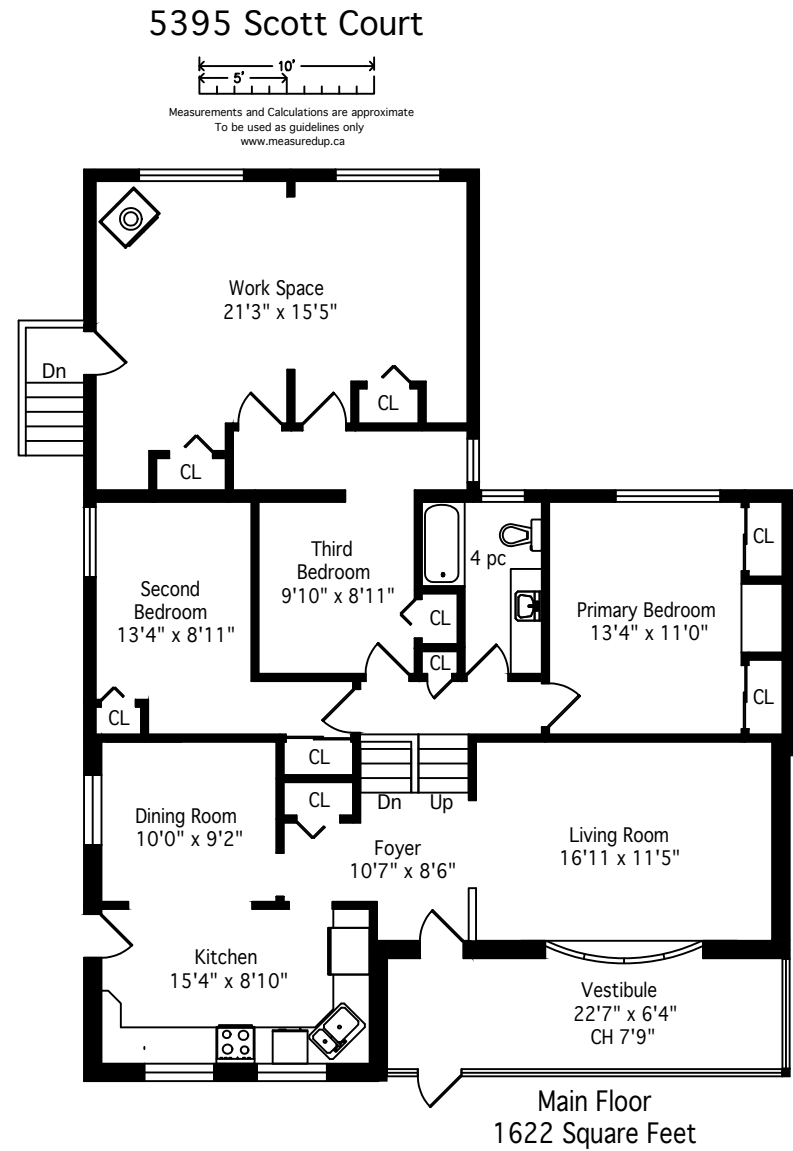 5395 Scott Court
10'
5'
Measurements and Calculations are approximate
To be used as guidelines only
www.measuredup.ca
Work Space
21'3" x 15'5"
Dn
CL
CL
Third
Bedroom
9'10" x 8'11"
4 pc
CL
Second
Bedroom
13'4" x 8'11"
Primary Bedroom
13'4" x 11'0"
CL
CL
CL
CL
CL
CL
Dn
Up
Dining Room
10'0" x 9'2"
Foyer
10'7" x 8'6"
Living Room
16'11 x 11'5"
Kitchen
15'4" x 8'10"
Vestibule
22'7" x 6'4"
CH 7'9"
Main Floor
1622 Square Feet